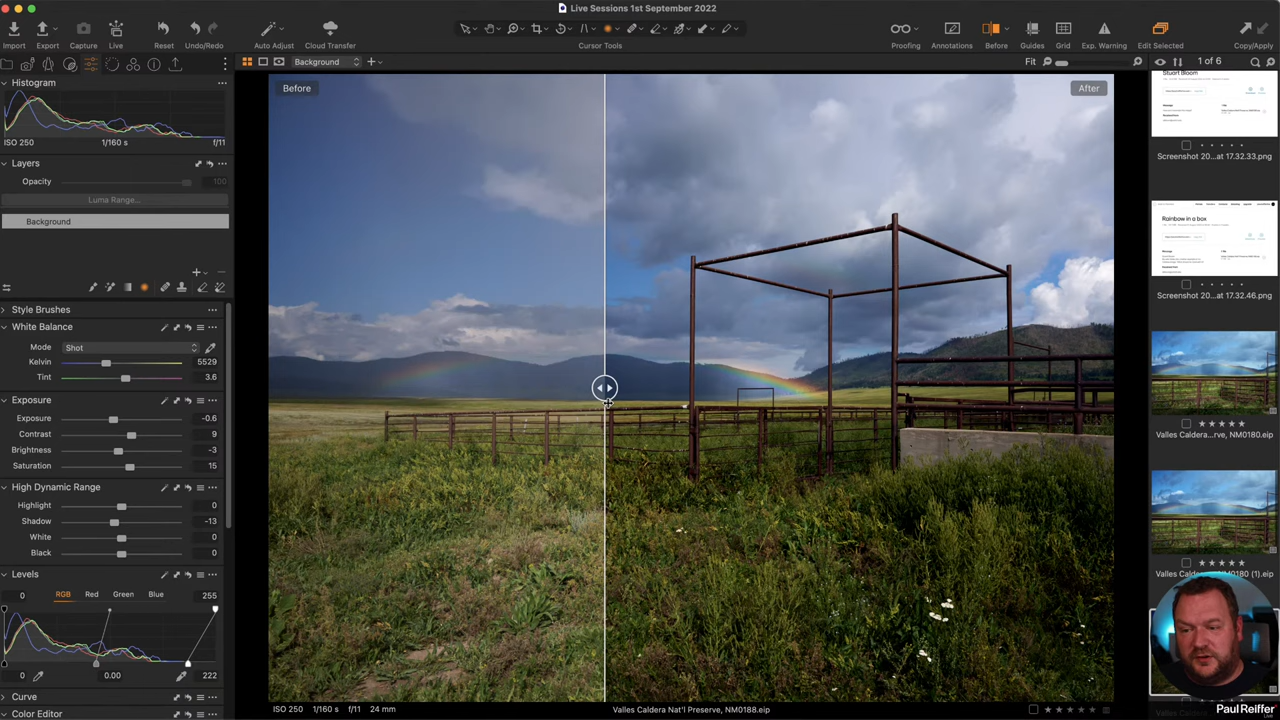 Live Sessions 1st September 2022
Import
Export
Capture
Live
Reset
Undo/Redo
Auto Adjust
Cloud Transfer
Cursor Tools
Proofing
Annotations
Before
Guides
Grid
Exp. Warning
Edit Selected
Copy/Apply
Background
Fit
1 of 6
Histogram
ISO 250
1/160 s
f/11
Layers
Opacity
100
Luma Range...
Background
Style Brushes
White Balance
Mode
Shot
Kelvin
5529
Tint
3.6
Exposure
Exposure
-0.6
Contrast
9
Brightness
-3
Saturation
15
High Dynamic Range
Highlight
0
Shadow
-13
White
0
Black
0
Levels
0
RGB
Red
Green
Blue
255
0
0.00
222
Curve
Color Editor
Before
After
ISO 250
1/160 s
f/11
24 mm
Valles Caldera Nat'l Preserve, NM0188.eip
Stuart Bloom
Screenshot 20...at 17.32.33.png
Rainbow in a box
Screenshot 20...at 17.32.46.png
Valles Caldera...rve, NM0180.eip
Paul Reiffer
Live